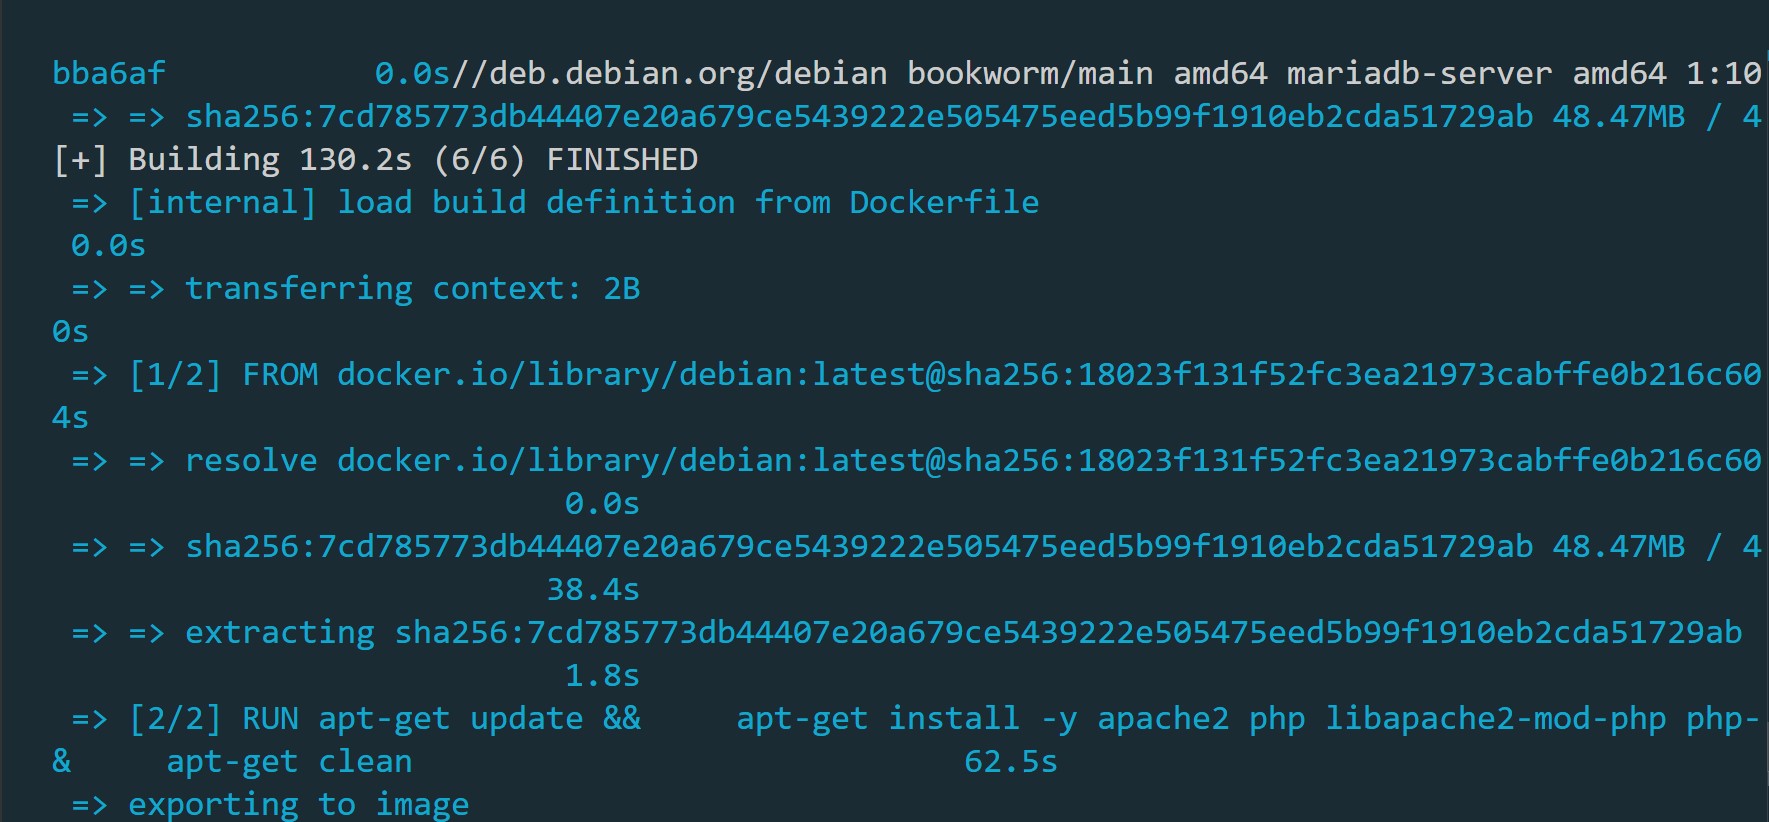 bba6af 0.0s//deb.debian.org/debian bookworm/main amd64 mariadb-server amd64 1:10
=> => sha256:7cd785773db44407e20a679ce5439222e505475eed5b99f1910eb2cda51729ab 48.47MB / 4
[+] Building 130.2s (6/6) FINISHED
=> [internal] load build definition from Dockerfile
0.0s
=> => transferring context: 2B
0s
=> [1/2] FROM docker.io/library/debian:latest@sha256:18023f131f52fc3ea21973cabffe0b216c60
4s
=> => resolve docker.io/library/debian:latest@sha256:18023f131f52fc3ea21973cabffe0b216c60
0.0s
=> => sha256:7cd785773db44407e20a679ce5439222e505475eed5b99f1910eb2cda51729ab 48.47MB / 4
38.4s
=> => extracting sha256:7cd785773db44407e20a679ce5439222e505475eed5b99f1910eb2cda51729ab
1.8s
=> [2/2] RUN apt-get update && apt-get install -y apache2 php libapache2-mod-php php-
& apt-get clean 62.5s
=> exporting to image